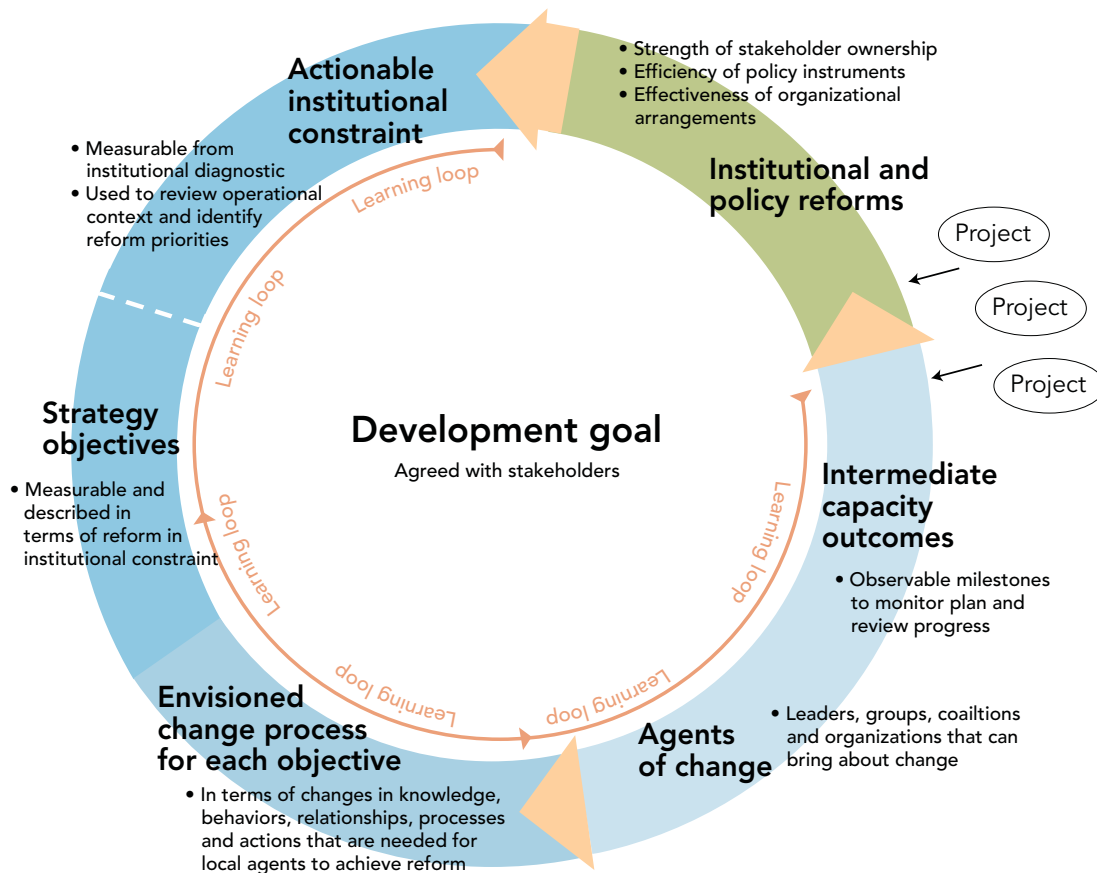 Actionable
institutional
constraint
• Measurable from
institutional diagnostic
• Used to review operational
context and identify
reform priorities
• Strength of stakeholder ownership
• Efficiency of policy instruments
• Effectiveness of organizational
arrangements
Institutional and
policy reforms
Project
Project
Project
Learning loop
Learning loop
Strategy
objectives
• Measurable and
described in
terms of reform in
institutional constraint
Development goal
Agreed with stakeholders
Intermediate
capacity
outcomes
• Observable milestones
to monitor plan and
review progress
Learning loop
Learning loop
Learning loop
Learning loop
Envisioned
change process
for each objective
• In terms of changes in knowledge,
behaviors, relationships, processes
and actions that are needed for
local agents to achieve reform
Agents
of change
• Leaders, groups, coailtions
and organizations that can
bring about change